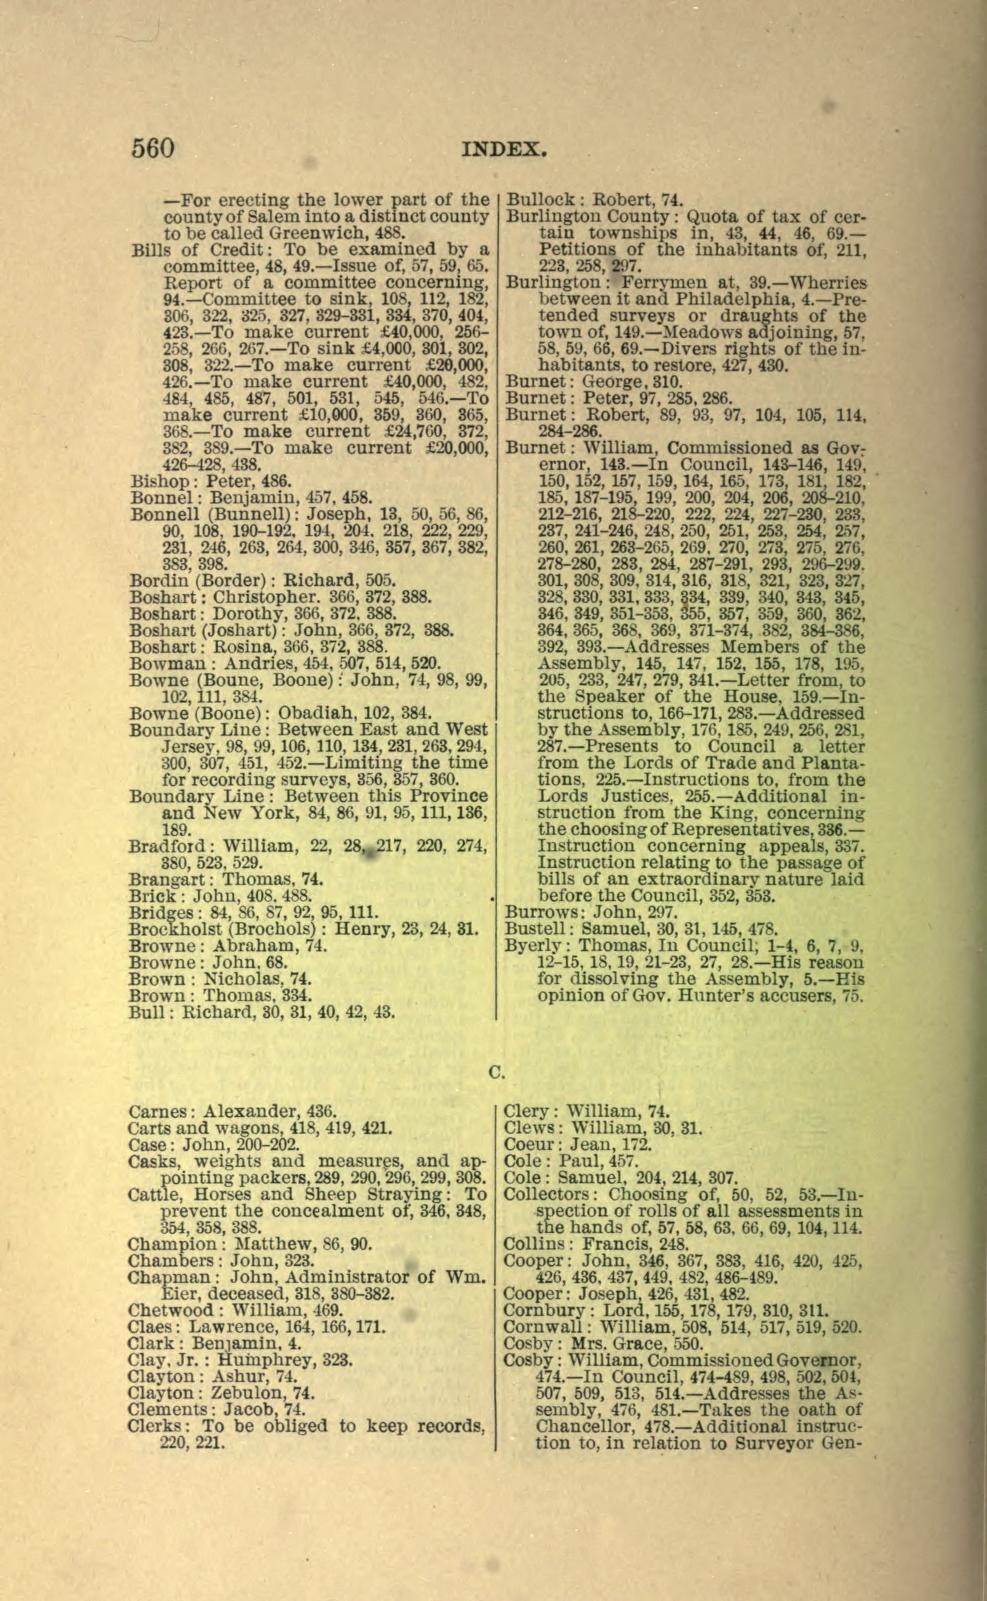 560
INDEX.
—For erecting the lower part of the
county of Salem into a distinct county
to be called Greenwich, 488.
Bills of Credit: To be examined by a
committee, 48, 49.—Issue of, 57, 59, 65.
Report of a committee concerning,
94.—Committee to sink, 108, 112, 182,
306, 322, 325, 327, 329-331, 334, 370, 404,
423.—To make current £40,000, 256-
258, 266, 267.—To sink £4,000, 301, 302,
308, 322.—To make current £20,000,
426.—To make current £40,000, 482,
484, 485, 487, 501, 531, 545, 546.—To
make current £10,000, 359, 360, 365,
368.—To make current £24,760, 372,
382, 389.—To make current £20,000,
426-428, 438.
Bishop: Peter, 486.
Bonnel: Benjamin, 457, 458.
Bonnell (Bunnell): Joseph, 13, 50, 56, 86,
90, 108, 190-192, 194, 204, 218, 222, 229,
231, 246, 263, 264, 300, 346, 357, 367, 382,
383, 398.
Bordin (Border): Richard, 505.
Boshart: Christopher. 366, 372, 388.
Boshart: Dorothy, 366, 372, 388.
Boshart (Joshart): John, 366, 372, 388.
Boshart: Rosina, 366, 372, 388.
Bowman: Andries, 454, 507, 514, 520.
Bowne (Boune, Boone): John, 74, 98, 99,
102, 111, 384.
Bowne (Boone): Obadiah, 102, 384.
Boundary Line: Between East and West
Jersey, 98, 99, 106, 110, 134, 231, 263, 294,
300, 307, 451, 452.—Limiting the time
for recording surveys, 356, 357, 360.
Boundary Line: Between this Province
and New York, 84, 86, 91, 95, 111, 136,
189.
Bradford: William, 22, 28, 217, 220, 274,
380, 523, 529.
Brangart: Thomas, 74.
Brick: John, 408, 488.
Bridges: 84, 86, 87, 92, 95, 111.
Brockholst (Brochols): Henry, 23, 24, 31.
Browne: Abraham, 74.
Browne: John, 68.
Brown: Nicholas, 74.
Brown: Thomas, 334.
Bull: Richard, 30, 31, 40, 42, 43.
Bullock: Robert, 74.
Burlington County: Quota of tax of cer-
tain townships in, 43, 44, 46, 69.—
Petitions of the inhabitants of, 211,
223, 258, 297.
Burlington: Ferrymen at, 39.—Wherries
between it and Philadelphia, 4.—Pre-
tended surveys or draughts of the
town of, 149.—Meadows adjoining, 57,
58, 59, 66, 69.—Divers rights of the in-
habitants, to restore, 427, 430.
Burnet: George, 310.
Burnet: Peter, 97, 285, 286.
Burnet: Robert, 89, 93, 97, 104, 105, 114,
284-286.
Burnet: William, Commissioned as Gov-
ernor, 143.—In Council, 143-146, 149,
150, 152, 157, 159, 164, 165, 173, 181, 182,
185, 187-195, 199, 200, 204, 206, 208-210,
212-216, 218-220, 222, 224, 227-230, 233,
237, 241-246, 248, 250, 251, 253, 254, 257,
260, 261, 263-265, 269, 270, 273, 275, 276,
278-280, 283, 284, 287-291, 293, 296-299,
301, 308, 309, 314, 316, 318, 321, 323, 327,
328, 330, 331, 333, 334, 339, 340, 343, 345,
346, 349, 351-353, 355, 357, 359, 360, 362,
364, 365, 368, 369, 371-374, 382, 384-386,
392, 393.—Addresses Members of the
Assembly, 145, 147, 152, 155, 178, 195,
205, 233, 247, 279, 341.—Letter from, to
the Speaker of the House, 159.—In-
structions to, 166-171, 283.—Addressed
by the Assembly, 176, 185, 249, 256, 281,
287.—Presents to Council a letter
from the Lords of Trade and Planta-
tions, 225.—Instructions to, from the
Lords Justices, 255.—Additional in-
struction from the King, concerning
the choosing of Representatives, 336.—
Instruction concerning appeals, 337.
Instruction relating to the passage of
bills of an extraordinary nature laid
before the Council, 352, 353.
Burrows: John, 297.
Bustell: Samuel, 30, 31, 145, 478.
Byerly: Thomas, In Council, 1-4, 6, 7, 9,
12-15, 18, 19, 21-23, 27, 28.—His reason
for dissolving the Assembly, 5.—His
opinion of Gov. Hunter's accusers, 75.
C.
Carnes: Alexander, 436.
Carts and wagons, 418, 419, 421.
Case: John, 200-202.
Casks, weights and measures, and ap-
pointing packers, 289, 290, 296, 299, 308.
Cattle, Horses and Sheep Straying: To
prevent the concealment of, 346, 348,
354, 358, 388.
Champion: Matthew, 86, 90.
Chambers: John, 323.
Chapman: John, Administrator of Wm.
Eier, deceased, 318, 380-382.
Chetwood: William, 469.
Claes: Lawrence, 164, 166, 171.
Clark: Benjamin, 4.
Clay, Jr.: Humphrey, 323.
Clayton: Ashur, 74.
Clayton: Zebulon, 74.
Clements: Jacob, 74.
Clerks: To be obliged to keep records,
220, 221.
Clery: William, 74.
Clews: William, 30, 31.
Coeur: Jean, 172.
Cole: Paul, 457.
Cole: Samuel, 204, 214, 307.
Collectors: Choosing of, 50, 52, 53.—In-
spection of rolls of all assessments in
the hands of, 57, 58, 63, 66, 69, 104, 114.
Collins: Francis, 248.
Cooper: John, 346, 367, 383, 416, 420, 425,
426, 436, 437, 449, 482, 486-489.
Cooper: Joseph, 426, 431, 482.
Cornbury: Lord, 155, 178, 179, 310, 311.
Cornwall: William, 508, 514, 517, 519, 520.
Cosby: Mrs. Grace, 550.
Cosby: William, Commissioned Governor,
474.—In Council, 474-489, 498, 502, 504,
507, 509, 513, 514.—Addresses the As-
sembly, 476, 481.—Takes the oath of
Chancellor, 478.—Additional instruc-
tion to, in relation to Surveyor Gen-